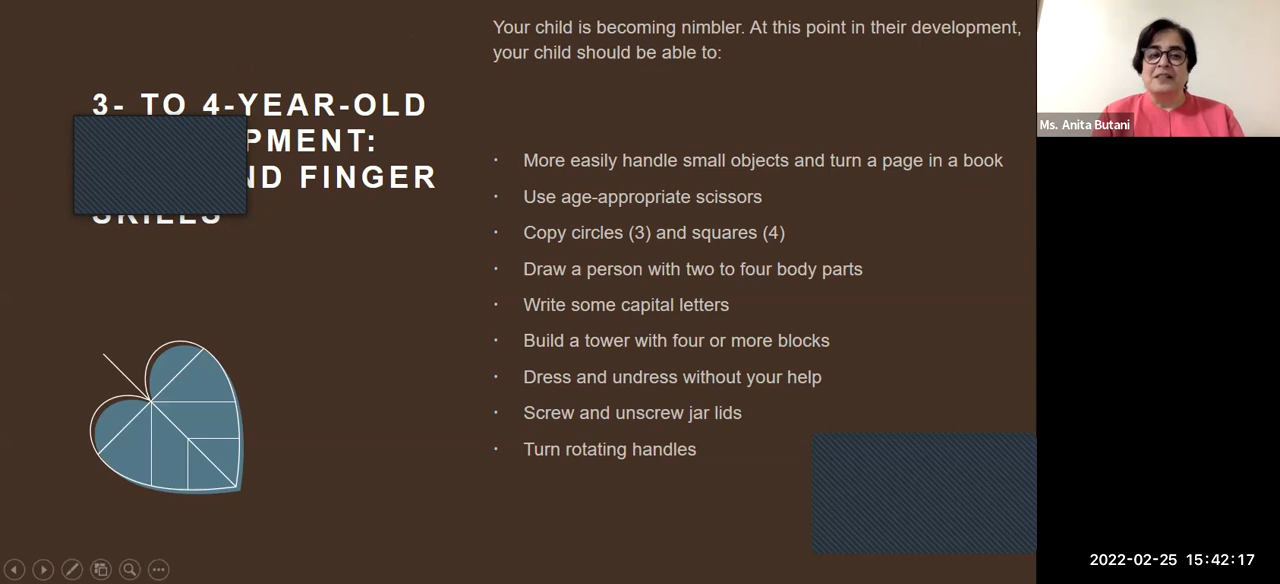 Your child is becoming nimbler. At this point in their development,
your child should be able to:
3- TO 4-YEAR-OLD
PMENT:
ND FINGER
SKILLS
· More easily handle small objects and turn a page in a book
· Use age-appropriate scissors
· Copy circles (3) and squares (4)
· Draw a person with two to four body parts
· Write some capital letters
· Build a tower with four or more blocks
· Dress and undress without your help
· Screw and unscrew jar lids
· Turn rotating handles
Ms. Anita Butani
2022-02-25 15:42:17